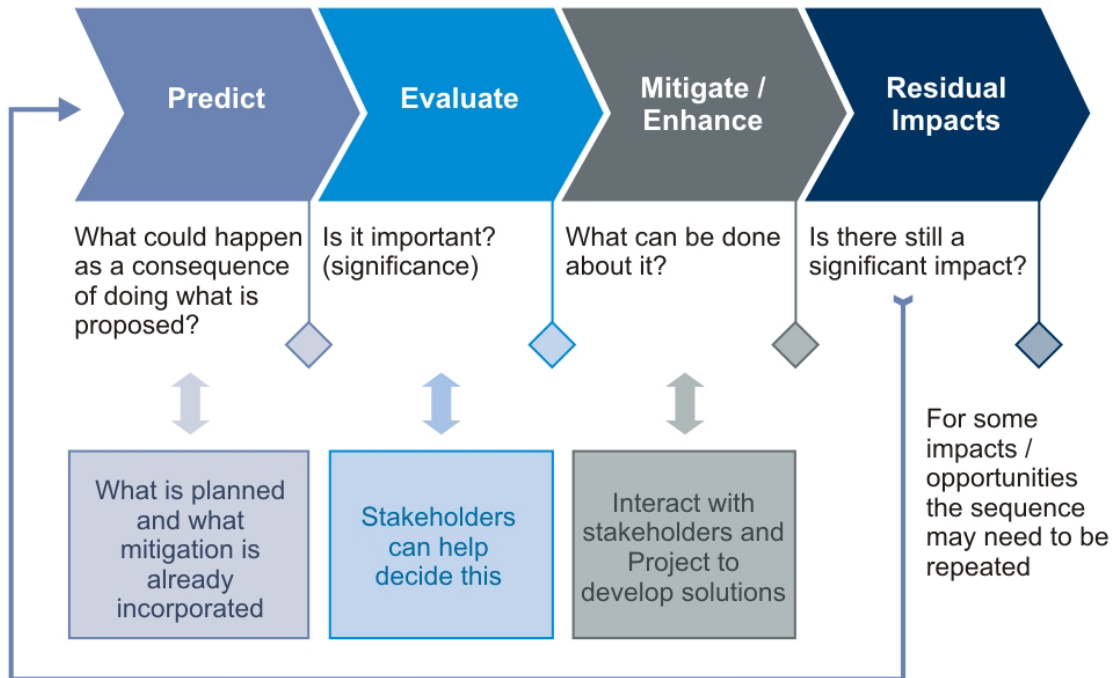 Predict
Evaluate
Mitigate /
Enhance
Residual
Impacts
What could happen
as a consequence
of doing what is
proposed?
Is it important?
(significance)
What can be done
about it?
Is there still a
significant impact?
What is planned
and what
mitigation is
already
incorporated
Stakeholders
can help
decide this
Interact with
stakeholders and
Project to
develop solutions
For some
impacts /
opportunities
the sequence
may need to be
repeated